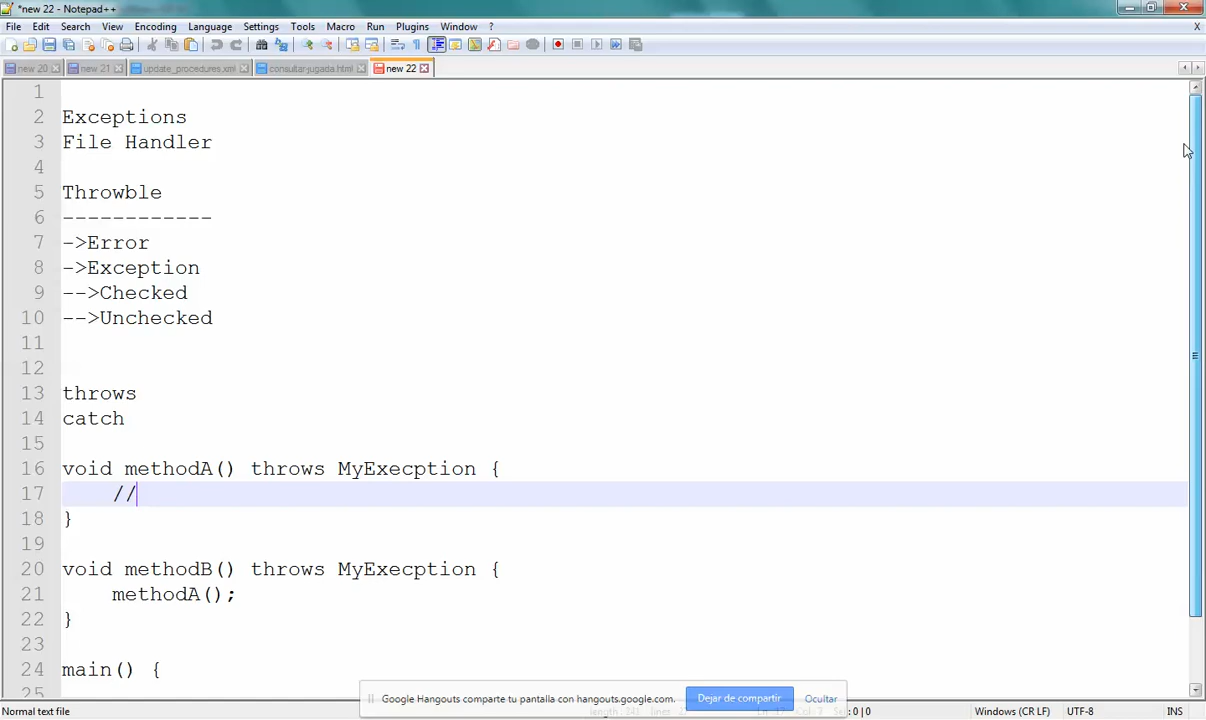 *new 22 - Notepad++
File Edit Search View Encoding Language Settings Tools Macro Run Plugins Window ? X
new 20 new 21 update_procedures.xml consultar-jugada.html new 22
1
2 Exceptions
3 File Handler
4
5 Throwble
6 ------------
7 ->Error
8 ->Exception
9 -->Checked
10 -->Unchecked
11
12
13 throws
14 catch
15
16 void methodA() throws MyExecption {
17 //
18 }
19
20 void methodB() throws MyExecption {
21 methodA();
22 }
23
24 main() {
25
Google Hangouts comparte tu pantalla con hangouts.google.com. Dejar de compartir Ocultar
Normal text file Sel : 0 | 0 Windows (CR LF) UTF-8 INS